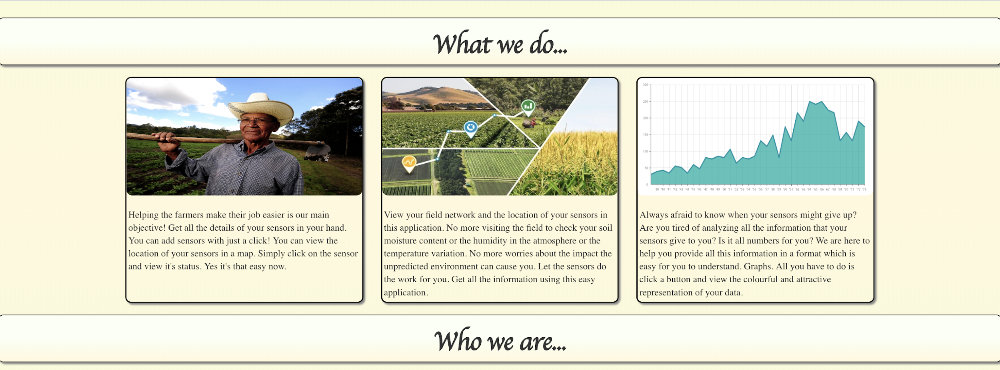 What we do...
300
250
200
150
100
50
0
'39 '40 '41 '42 '43 '44 '45 '46 '47 '48 '49 '50 '51 '52 '53 '54 '55 '56 '57 '58 '59 '60 '61 '62 '63 '64 '65 '66 '67 '68 '69 '70 '71 '72 '73
Helping the farmers make their job easier is our main
objective! Get all the details of your sensors in your hand.
You can add sensors with just a click! You can view the
location of your sensors in a map. Simply click on the sensor
and view it's status. Yes it's that easy now.
View your field network and the location of your sensors in
this application. No more visiting the field to check your soil
moisture content or the humidity in the atmosphere or the
temperature variation. No more worries about the impact the
unpredicted environment can cause you. Let the sensors do
the work for you. Get all the information using this easy
application.
Always afraid to know when your sensors might give up?
Are you tired of analyzing all the information that your
sensors give to you? Is it all numbers for you? We are here to
help you provide all this information in a format which is
easy for you to understand. Graphs. All you have to do is
click a button and view the colourful and attractive
representation of your data.
Who we are...